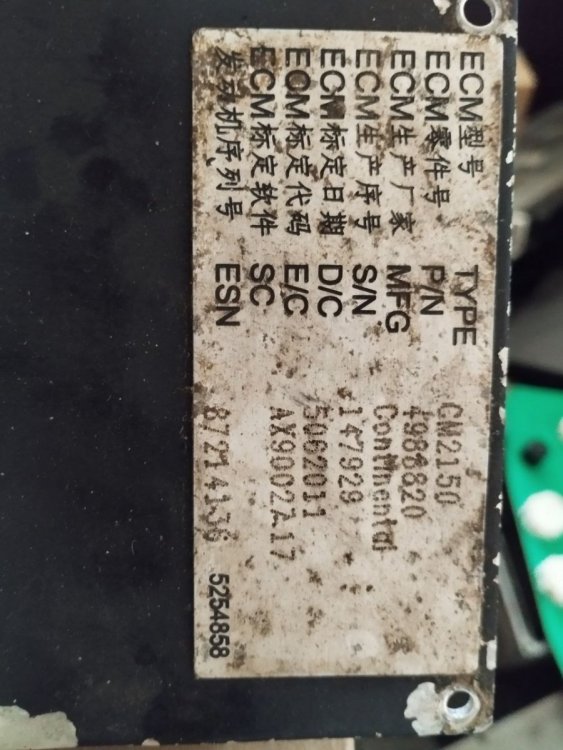 ECM型号 TYPE CM2150
ECM零件号 P/N 4988820
ECM生产厂家 MFG Continental
ECM生产序号 S/N 147929
ECM标定日期 D/C 5062011
ECM标定代码 E/C AX90027.17
ECM标定软件 SC
发动机序列号 ESN 87214136 5254858